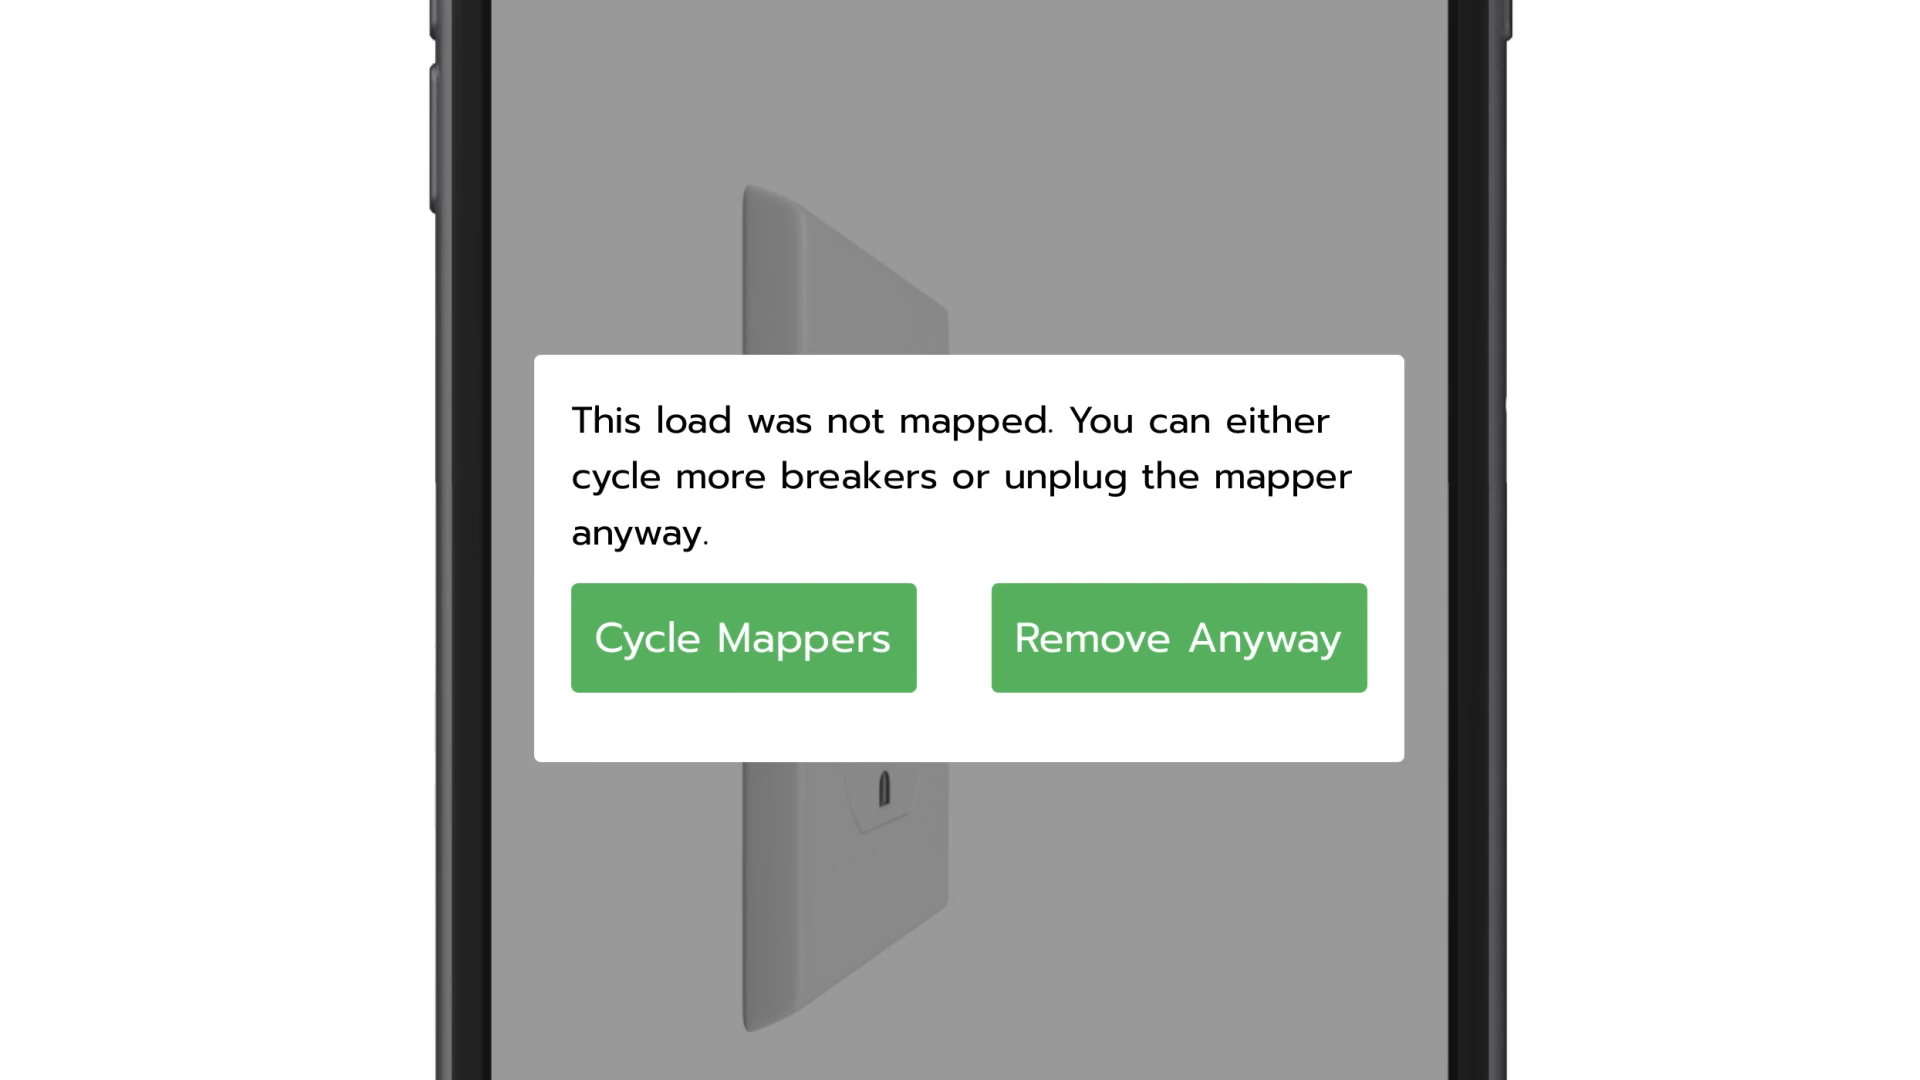 This load was not mapped. You can either
cycle more breakers or unplug the mapper
anyway.
Cycle Mappers
Remove Anyway